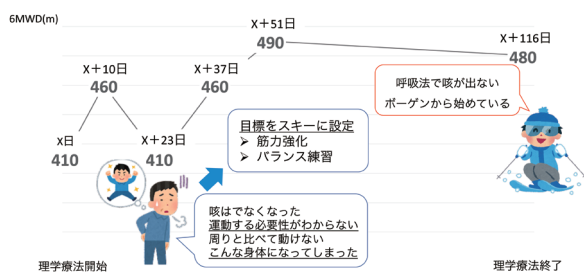 6MWD(m)
X+51日
490
X+116日
480
X+10日
460
X+37日
460
呼吸法で咳が出ない
ボーゲンから始めている
X日
410
X+23日
410
目標をスキーに設定
➢ 筋力強化
➢ バランス練習
咳はでなくなった
運動する必要性がわからない
周りと比べて動けない
こんな身体になってしまった
理学療法開始
理学療法終了